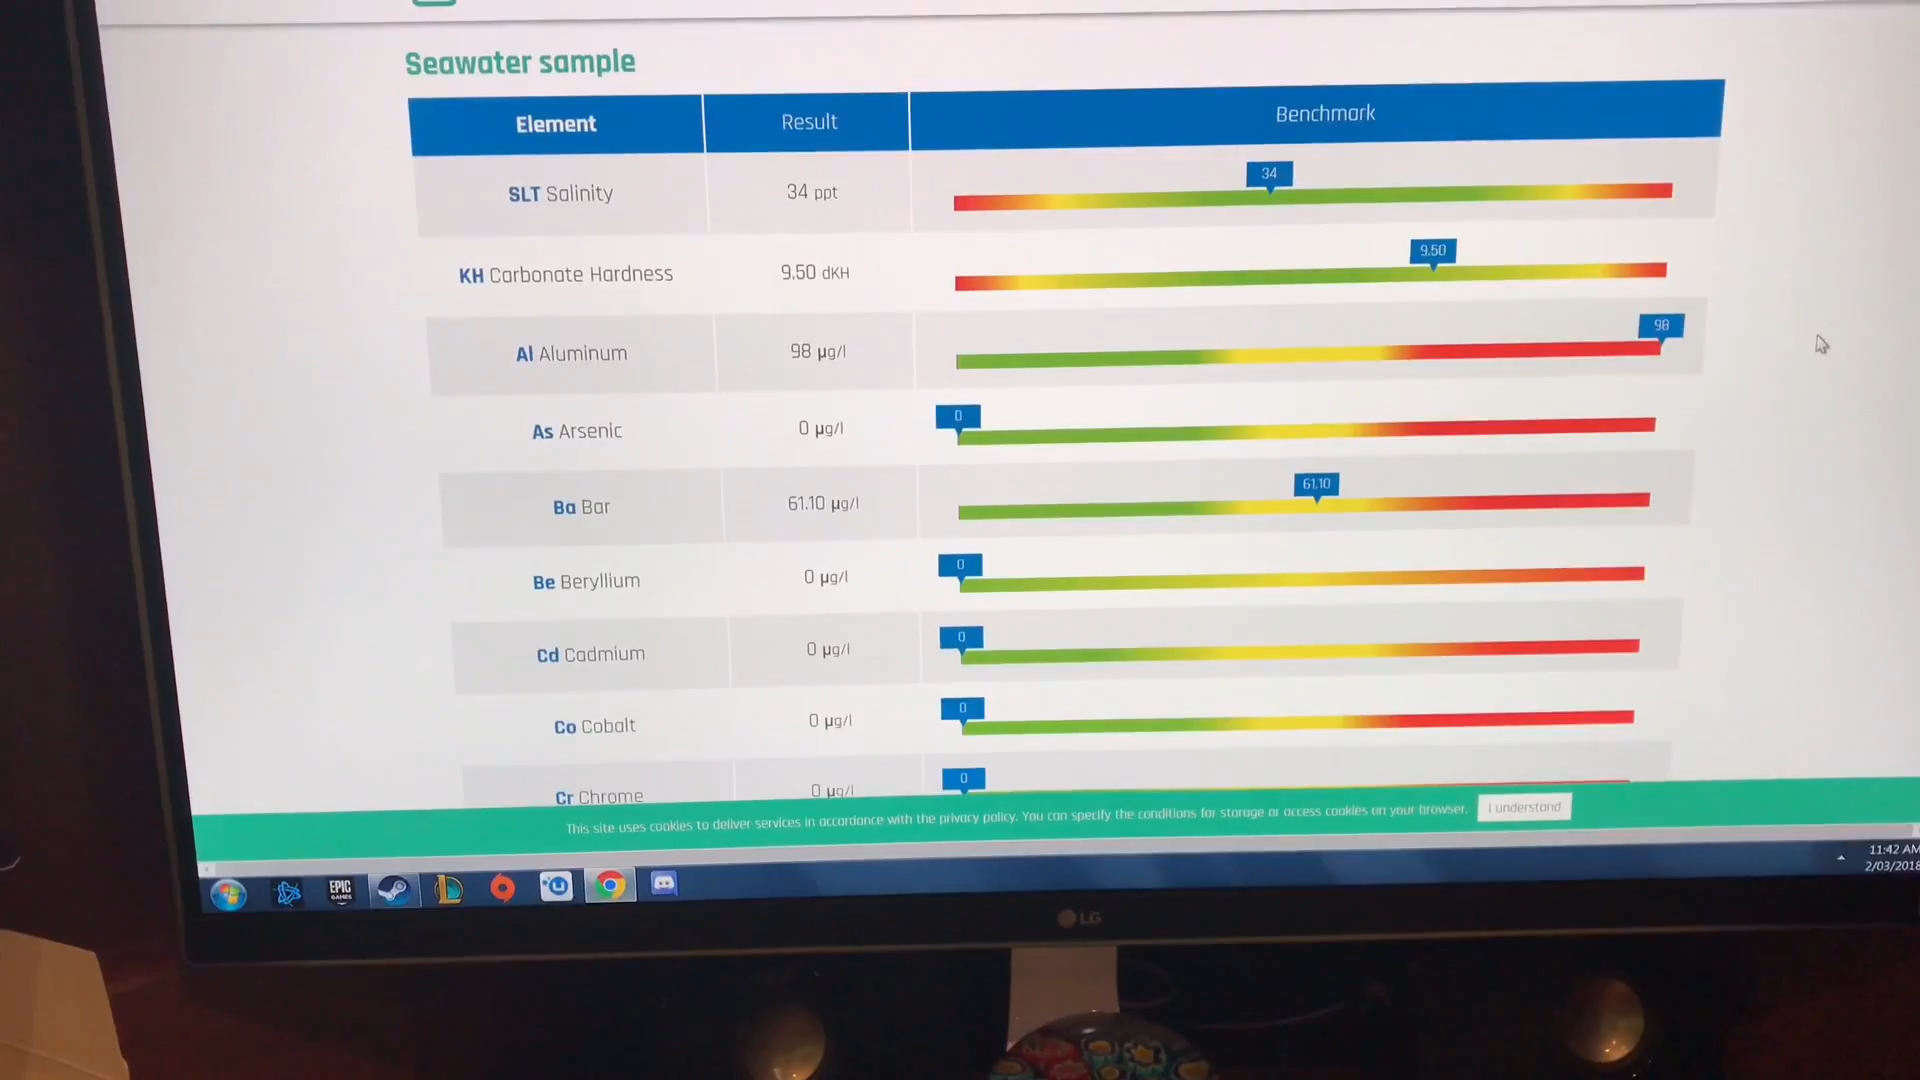 Seawater sample
Element Result Benchmark
SLT Salinity 34 ppt 34
KH Carbonate Hardness 9.50 dKH 9.50
Al Aluminum 98 µg/l 98
As Arsenic 0 µg/l 0
Ba Bar 61.10 µg/l 61.10
Be Beryllium 0 µg/l 0
Cd Cadmium 0 µg/l 0
Co Cobalt 0 µg/l 0
Cr Chrome 0 µg/l 0
This site uses cookies to deliver services in accordance with the privacy policy. You can specify the conditions for storage or access cookies on your browser. I understand
11:42 AM
2/03/2018
EPIC
GAMES
LG